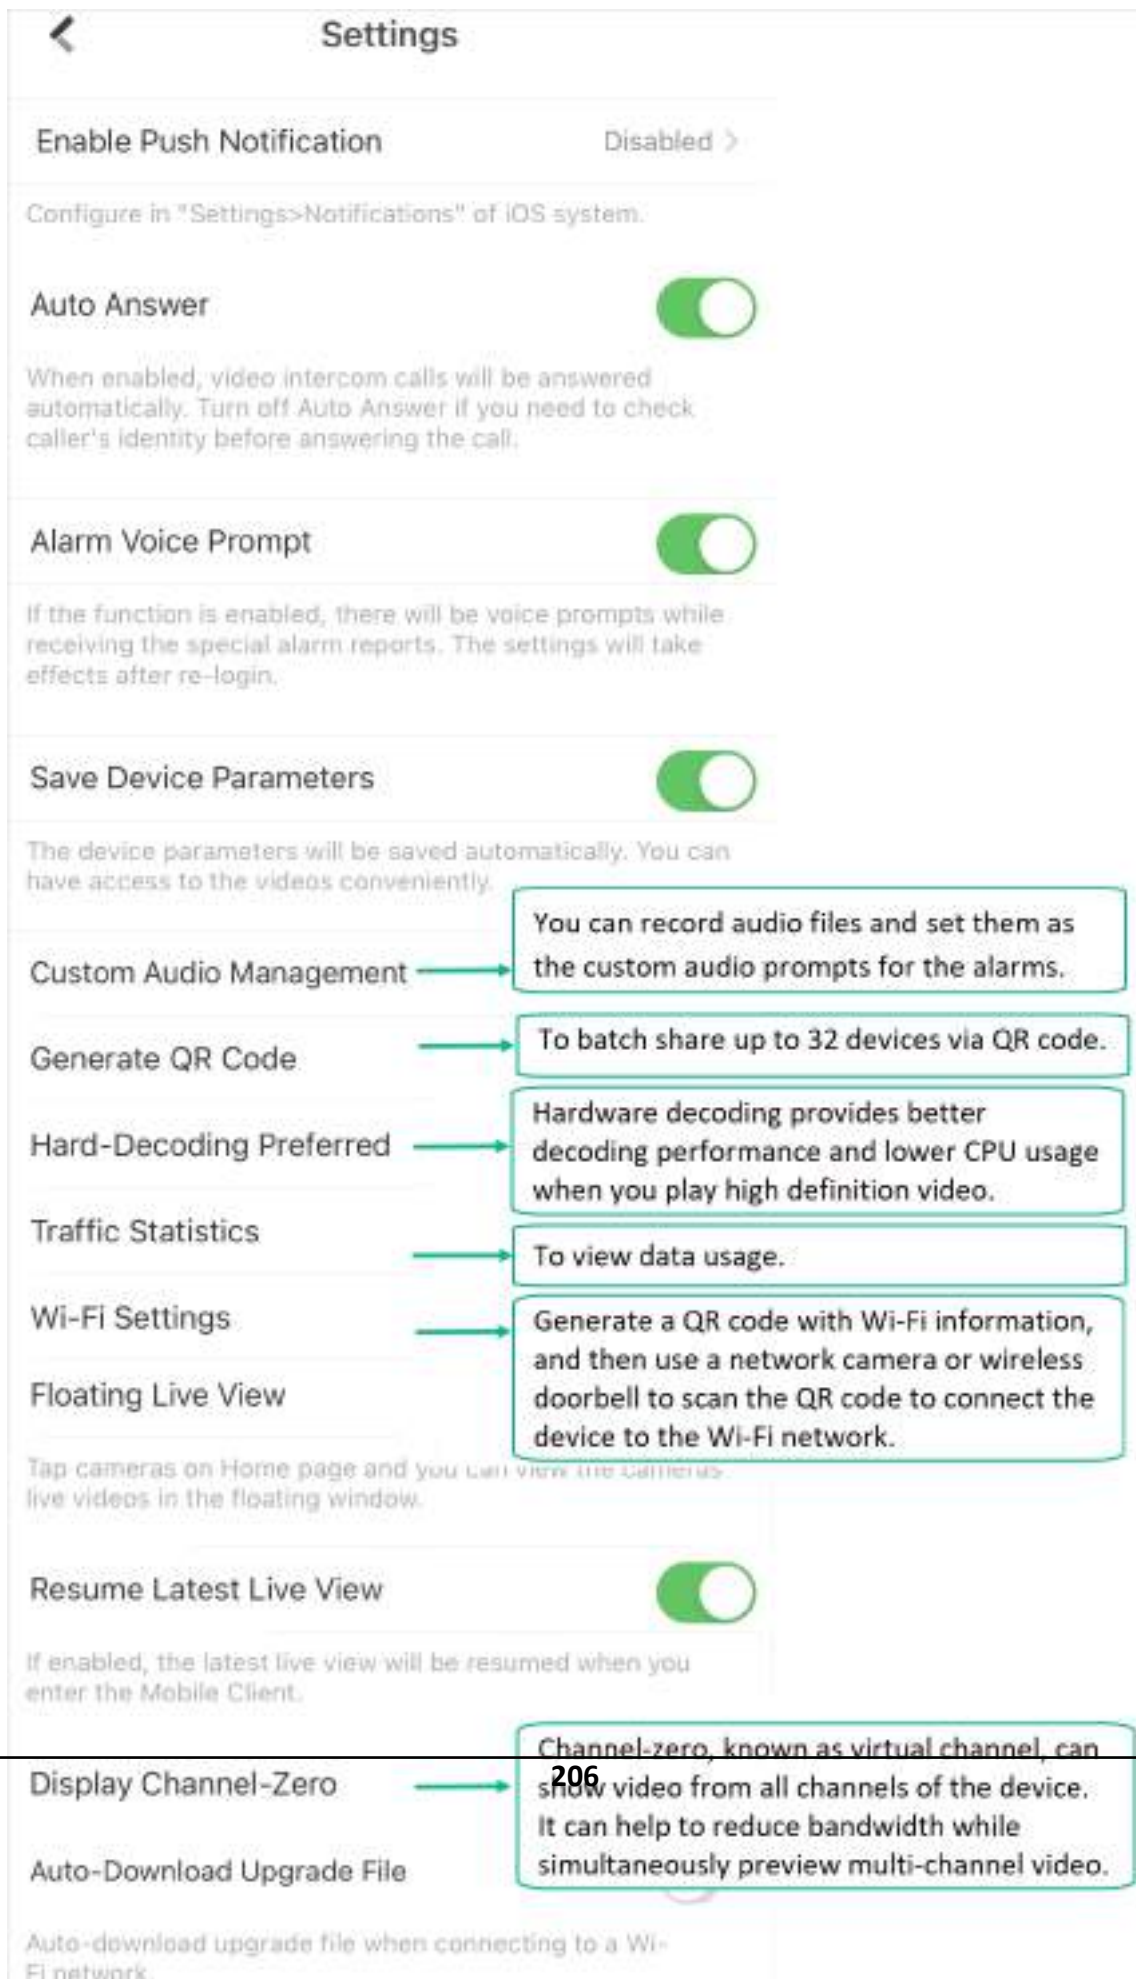 Settings
Enable Push Notification Disabled >
Configure in "Settings>Notifications" of iOS system.
Auto Answer
When enabled, video intercom calls will be answered
automatically. Turn off Auto Answer if you need to check
caller's identity before answering the call.
Alarm Voice Prompt
If the function is enabled, there will be voice prompts while
receiving the special alarm reports. The settings will take
effects after re-login.
Save Device Parameters
The device parameters will be saved automatically. You can
have access to the videos conveniently.
Custom Audio Management
You can record audio files and set them as
the custom audio prompts for the alarms.
Generate QR Code
To batch share up to 32 devices via QR code.
Hard-Decoding Preferred
Hardware decoding provides better
decoding performance and lower CPU usage
when you play high definition video.
Traffic Statistics
To view data usage.
Wi-Fi Settings
Generate a QR code with Wi-Fi information,
and then use a network camera or wireless
doorbell to scan the QR code to connect the
device to the Wi-Fi network.
Floating Live View
Tap cameras on Home page and you can view the cameras
live videos in the floating window.
Resume Latest Live View
If enabled, the latest live view will be resumed when you
enter the Mobile Client.
Display Channel-Zero
Channel-zero, known as virtual channel, can
show video from all channels of the device.
It can help to reduce bandwidth while
simultaneously preview multi-channel video.
206
Auto-Download Upgrade File
Auto-download upgrade file when connecting to a Wi-
Fi network.